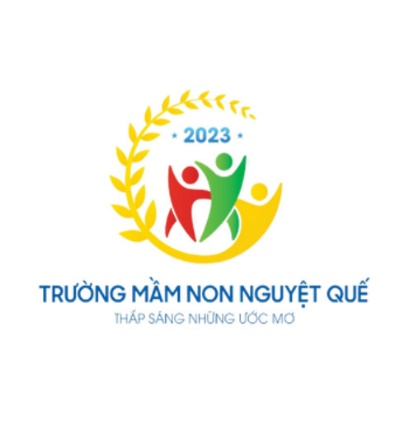 ★ 2023 ★
TRƯỜNG MẦM NON NGUYỆT QUẾ
THẮP SÁNG NHỮNG ƯỚC MƠ